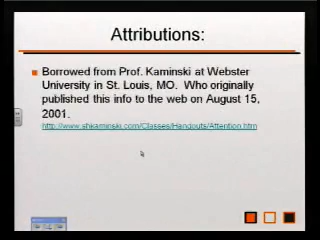 Attributions:
Borrowed from Prof. Kaminski at Webster
University in St. Louis, MO.  Who originally
published this info to the web on August 15,
2001.
http://www.shkaminski.com/Classes/Handouts/Attention.htm